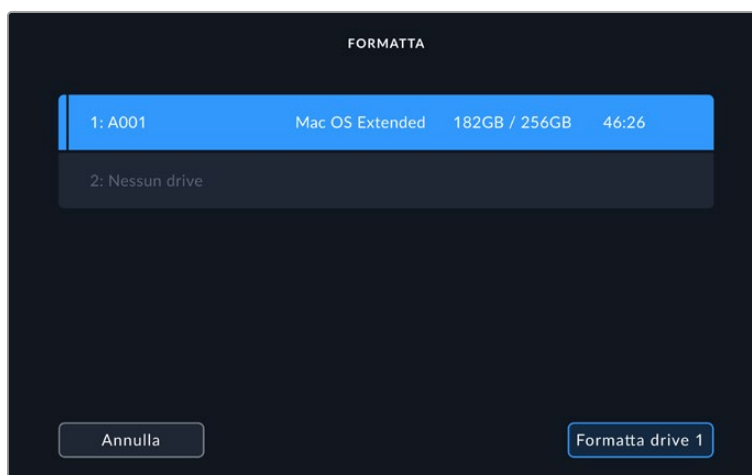 FORMATTA
1: A001 Mac OS Extended 182GB / 256GB 46:26
2: Nessun drive
Annulla Formatta drive 1